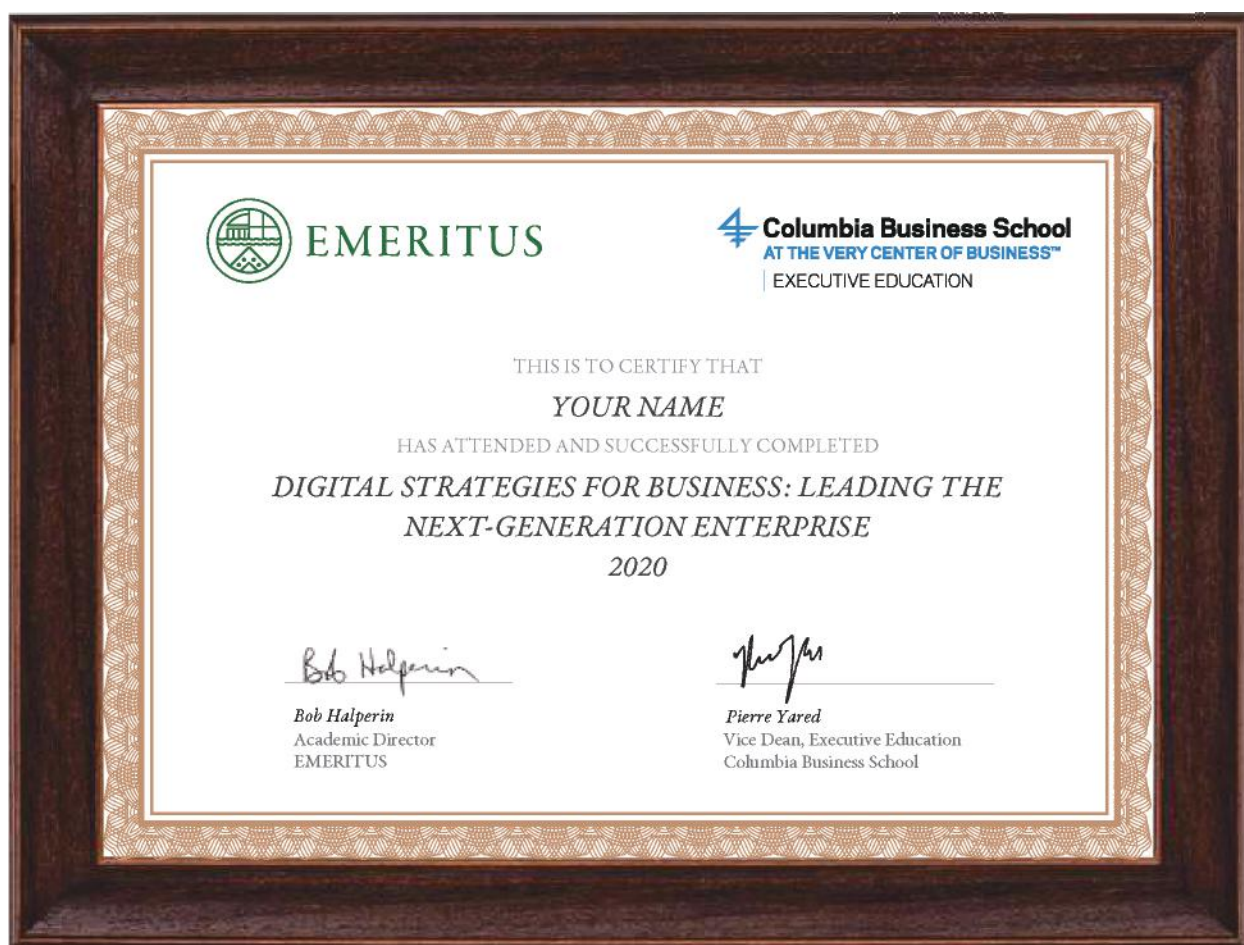 EMERITUS
Columbia Business School
AT THE VERY CENTER OF BUSINESS™
EXECUTIVE EDUCATION
THIS IS TO CERTIFY THAT
YOUR NAME
HAS ATTENDED AND SUCCESSFULLY COMPLETED
DIGITAL STRATEGIES FOR BUSINESS: LEADING THE
NEXT-GENERATION ENTERPRISE
2020
Bob Halperin
Bob Halperin
Academic Director
EMERITUS
Pierre Yared
Vice Dean, Executive Education
Columbia Business School